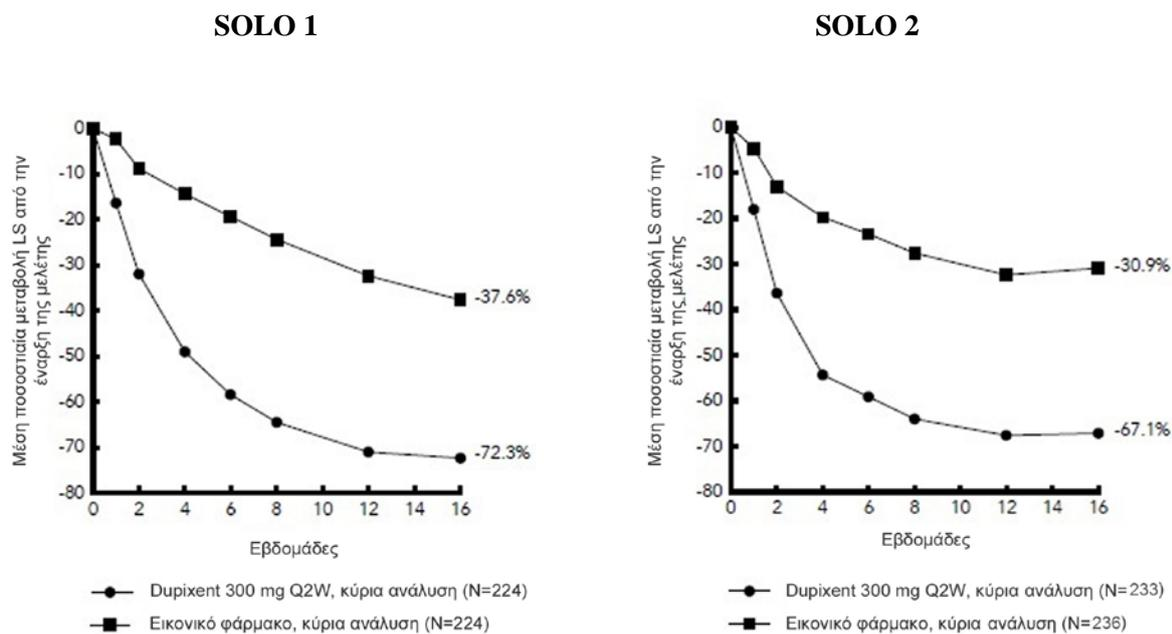 SOLO 1
Μέση ποσοστιαία μεταβολή LS από την
έναρξη της μελέτης
0
-10
-20
-30
-40
-50
-60
-70
-80
-37.6%
-72.3%
0 2 4 6 8 10 12 14 16
Εβδομάδες
Dupixent 300 mg Q2W, κύρια ανάλυση (N=224)
Εικονικό φάρμακο, κύρια ανάλυση (N=224)
SOLO 2
Μέση ποσοστιαία μεταβολή LS από την
έναρξη της μελέτης
0
-10
-20
-30
-40
-50
-60
-70
-80
-30.9%
-67.1%
0 2 4 6 8 10 12 14 16
Εβδομάδες
Dupixent 300 mg Q2W, κύρια ανάλυση (N=233)
Εικονικό φάρμακο, κύρια ανάλυση (N=236)